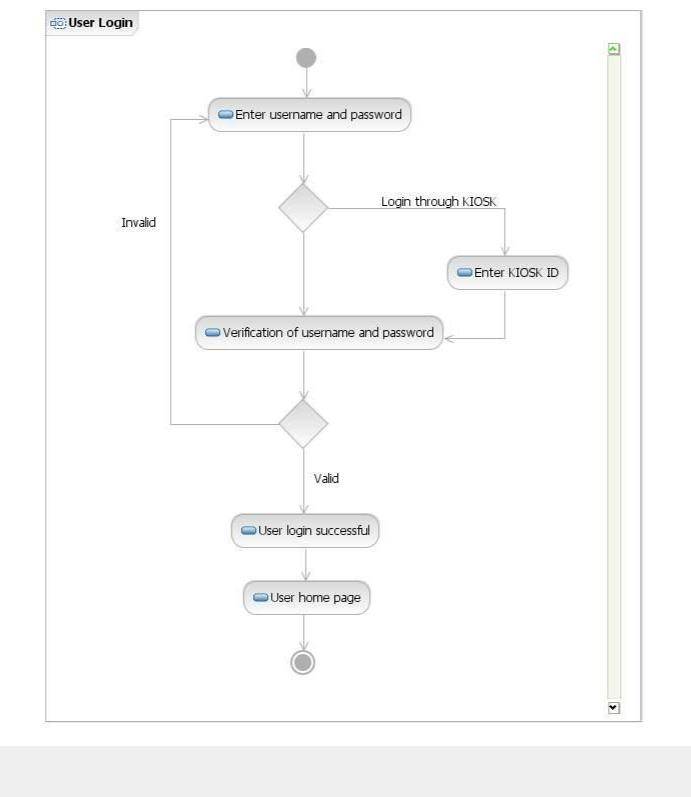 User Login
Enter username and password
Login through KIOSK
Invalid
Enter KIOSK ID
Verification of username and password
Valid
User login successful
User home page